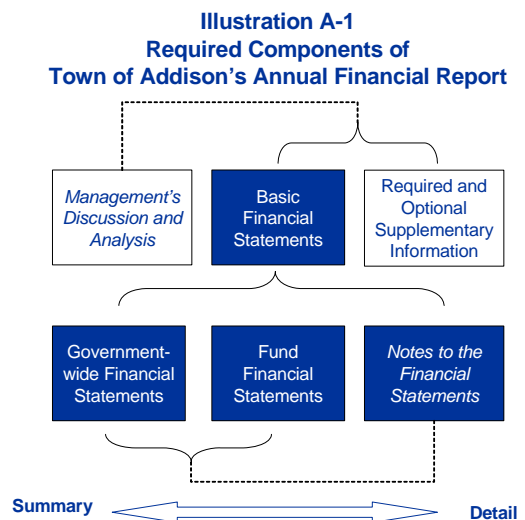 Illustration A-1
Required Components of
Town of Addison's Annual Financial Report
Management's
Discussion and
Analysis
Basic
Financial
Statements
Required and
Optional
Supplementary
Information
Government-
wide Financial
Statements
Fund
Financial
Statements
Notes to the
Financial
Statements
Summary
Detail